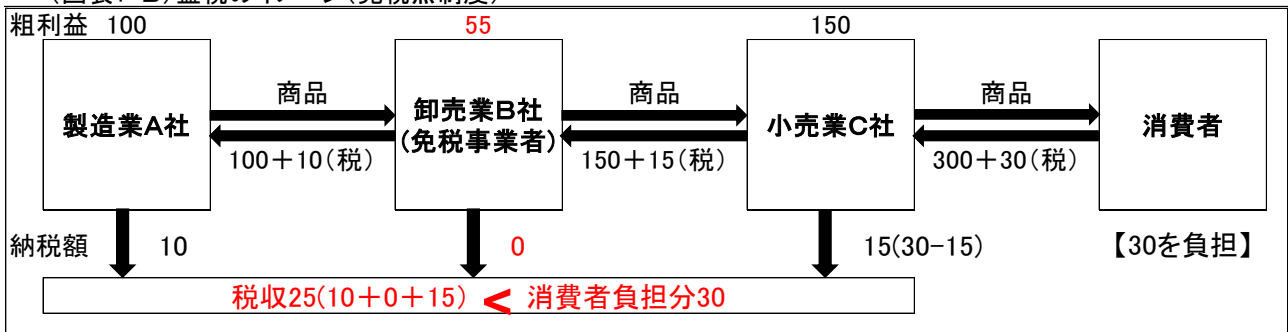 粗利益 100 55 150
商品 商品 商品
製造業A社 卸売業B社 小売業C社 消費者
(免税事業者)
100+10(税) 150+15(税) 300+30(税)
納税額 10 0 15(30-15) 【30を負担】
税収25(10+0+15) < 消費者負担分30